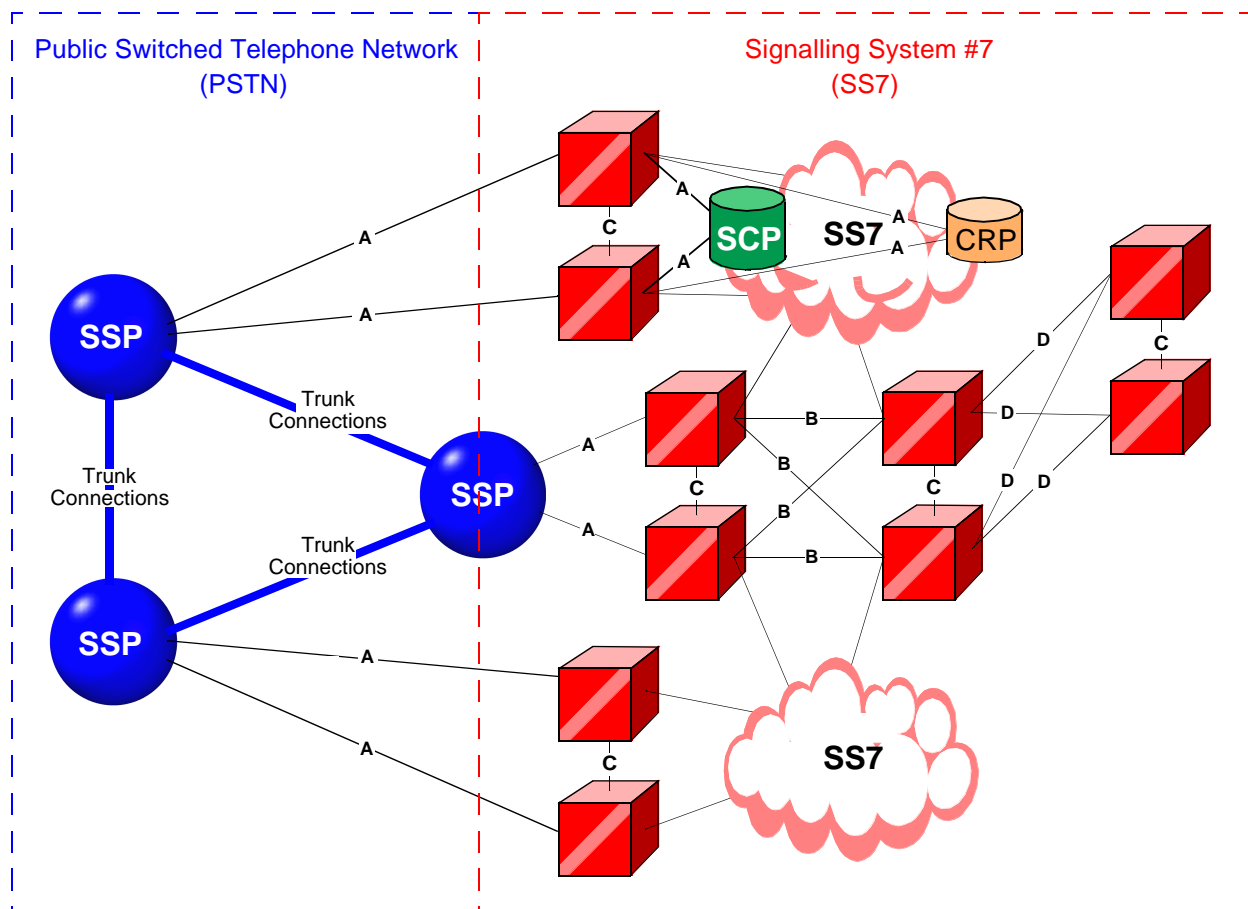 Public Switched Telephone Network
(PSTN)
Signalling System #7
(SS7)
A
A
A
A
C
SCP
SS7
CRP
A
A
SSP
D
C
Trunk
Connections
B
D
A
SSP
B
C
C
D
D
Trunk
Connections
B
Trunk
Connections
A
B
SSP
A
A
C
SS7